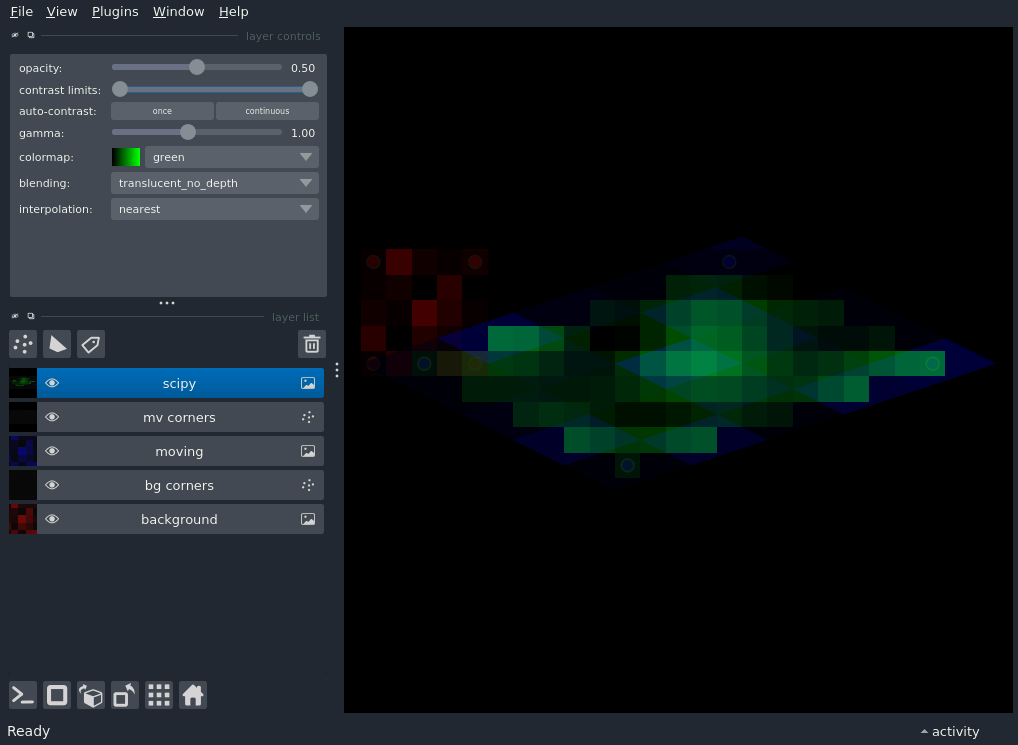 File View Plugins Window Help
layer controls
opacity: 0.50
contrast limits:
auto-contrast: once continuous
gamma: 1.00
colormap: green
blending: translucent_no_depth
interpolation: nearest
layer list
scipy
mv corners
moving
bg corners
background
Ready activity